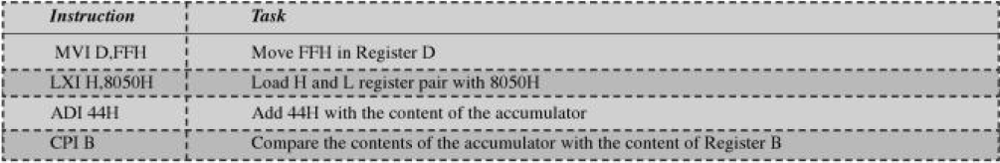 Instruction Task
MVI D,FFH Move FFH in Register D
LXI H,8050H Load H and L register pair with 8050H
ADI 44H Add 44H with the content of the accumulator
CPI B Compare the contents of the accumulator with the content of Register B